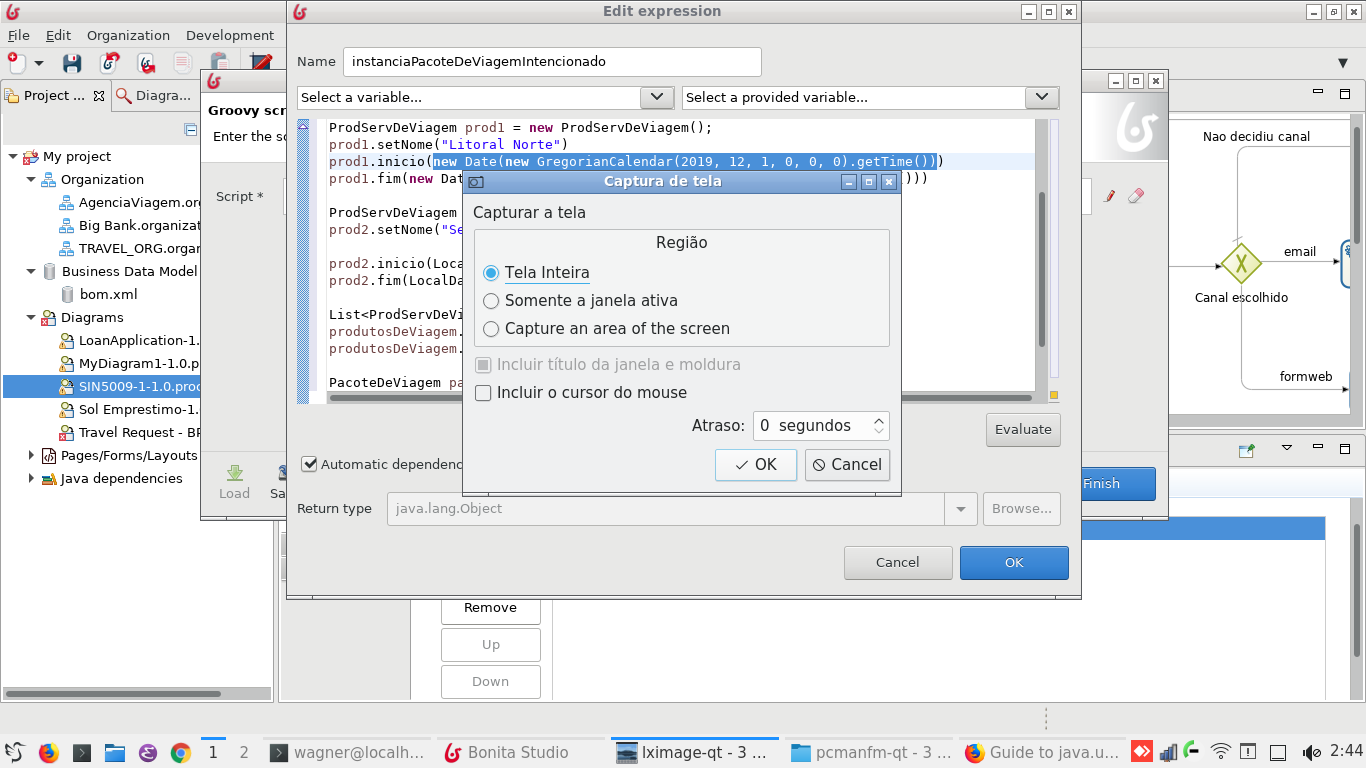 Edit expression
File Edit Organization Development
Name instanciaPacoteDeViagemIntencionado
Project ...
Diagra...
Select a variable...
Select a provided variable...
Groovy scr
Enter the sc
Script *
My project
Organization
AgenciaViagem.org
Big Bank.organizat
TRAVEL_ORG.organ
Business Data Model
bom.xml
Diagrams
LoanApplication-1.
MyDiagram1-1.0.p
SIN5009-1-1.0.proc
Sol Emprestimo-1.
Travel Request - BP
Pages/Forms/Layouts
Java dependencies
Load
Sa
ProdServDeViagem prod1 = new ProdServDeViagem();
prod1.setNome("Litoral Norte")
prod1.inicio(new Date(new GregorianCalendar(2019, 12, 1, 0, 0, 0).getTime()))
prod1.fim(new Dat
)))
ProdServDeViagem
prod2.setNome("Se
prod2.inicio(Loca
prod2.fim(LocalDa
List<ProdServDeVi
produtosDeViagem.
produtosDeViagem.
PacoteDeViagem pa
Captura de tela
Capturar a tela
Região
Tela Inteira
Somente a janela ativa
Capture an area of the screen
Incluir título da janela e moldura
Incluir o cursor do mouse
Atraso: 0 segundos
OK
Cancel
Evaluate
Automatic dependenc
Return type java.lang.Object
Browse...
Cancel
OK
Finish
Remove
Up
Down
Nao decidiu canal
email
Canal escolhido
formweb
1
2
wagner@localh...
Bonita Studio
lximage-qt - 3 ...
pcmanfm-qt - 3 ...
Guide to java.u...
2:44